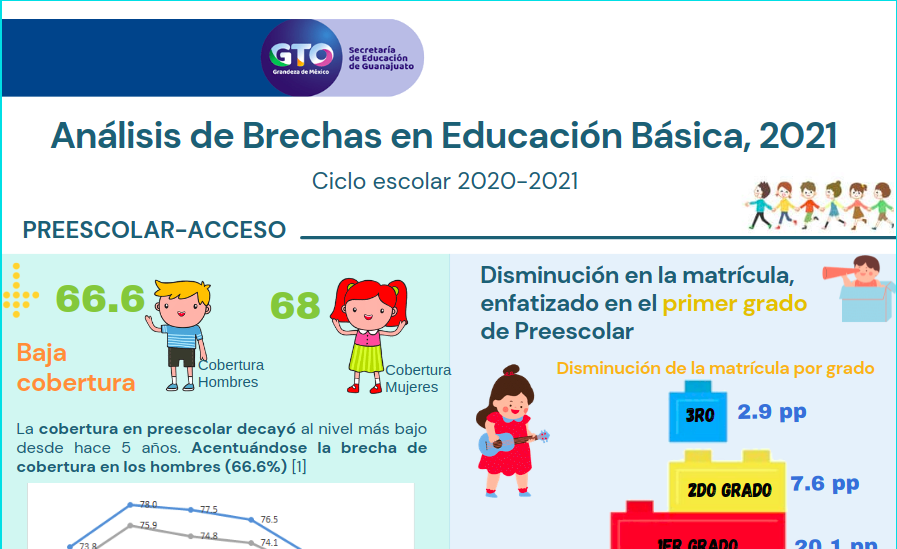 GTO
Grandeza de México
Secretaría
de Educación
de Guanajuato
Análisis de Brechas en Educación Básica, 2021
Ciclo escolar 2020-2021
PREESCOLAR-ACCESO
66.6
68
Baja
cobertura
Cobertura
Hombres
Cobertura
Mujeres
La cobertura en preescolar decayó al nivel más bajo
desde hace 5 años. Acentuándose la brecha de
cobertura en los hombres (66.6%) [1]
78.0
77.5
76.5
75.9
74.8
74.1
73.8
Disminución en la matrícula,
enfatizado en el primer grado
de Preescolar
Disminución de la matrícula por grado
3RO
2.9 pp
2DO GRADO
7.6 pp
1ER GRADO
20.1 pp